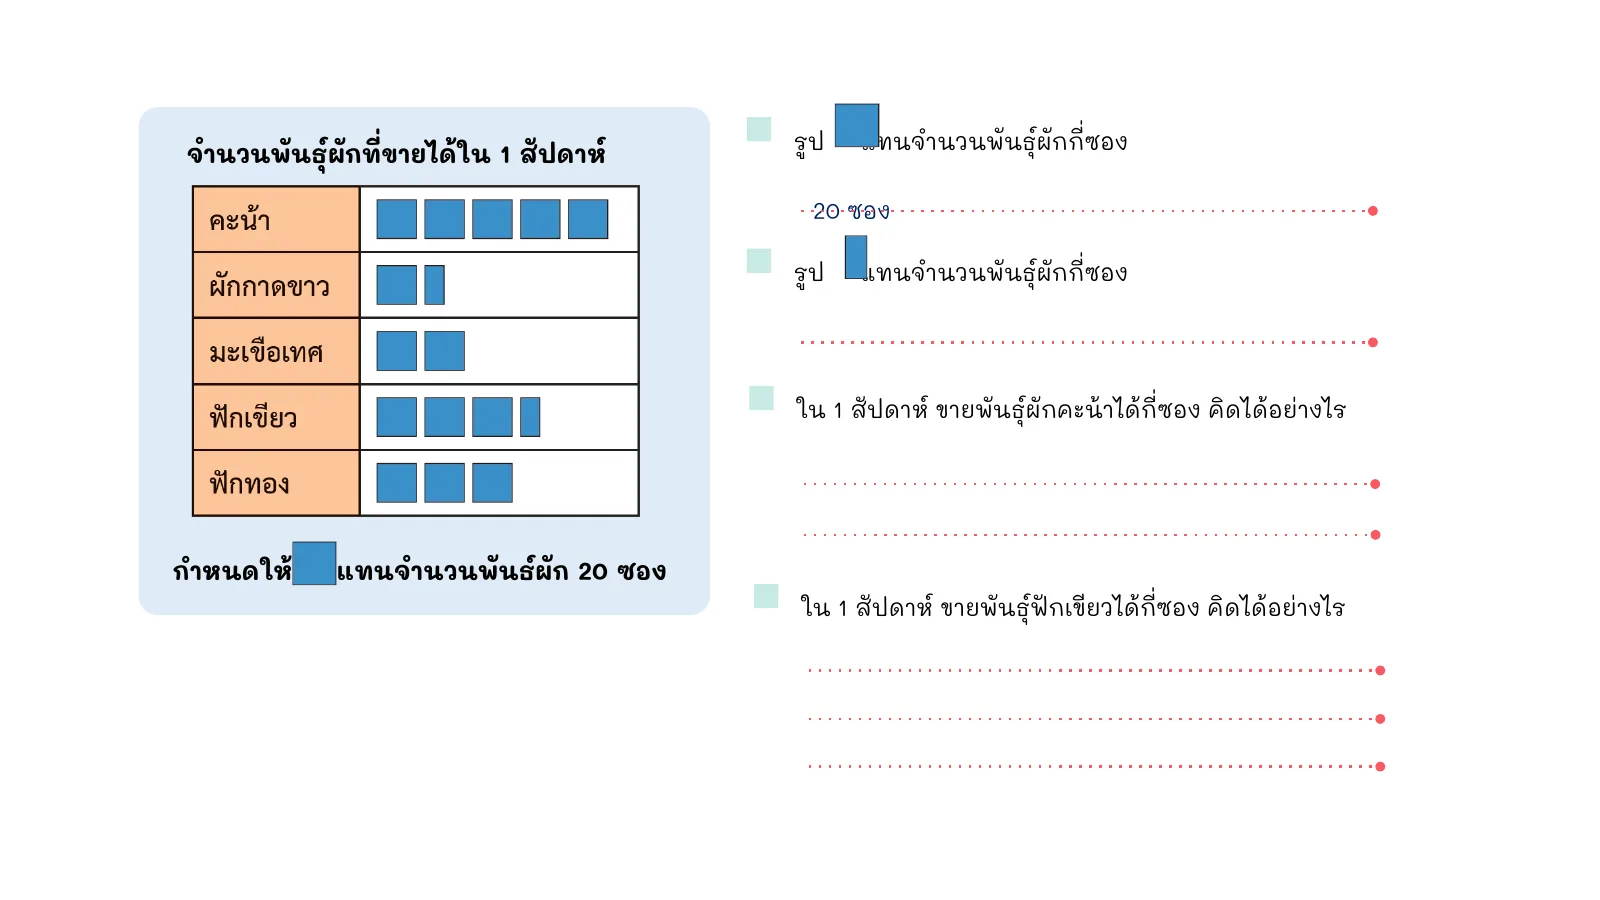 จำนวนพันธุ์ผักที่ขายได้ใน 1 สัปดาห์
คะน้า
ผักกาดขาว
มะเขือเทศ
ฟักเขียว
ฟักทอง
กำหนดให้ แทนจำนวนพันธ์ผัก 20 ซอง
รูป แทนจำนวนพันธุ์ผักกี่ซอง
20 ซอง
รูป แทนจำนวนพันธุ์ผักกี่ซอง
ใน 1 สัปดาห์ ขายพันธุ์ผักคะน้าได้กี่ซอง คิดได้อย่างไร
ใน 1 สัปดาห์ ขายพันธุ์ฟักเขียวได้กี่ซอง คิดได้อย่างไร